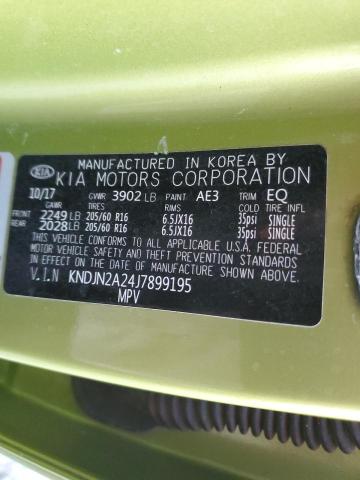 MANUFACTURED IN KOREA BY
KIA KIA MOTORS CORPORATION
10/17 GVWR 3902 LB PAINT AE3 TRIM EQ
GAWR RIMS COLD TIRE INFL
FRONT 2249 LB 205/60 R16 6.5JX16 35psi SINGLE
REAR 2028 LB 205/60 R16 6.5JX16 35psi SINGLE
THIS VEHICLE CONFORMS TO ALL APPLICABLE U.S.A. FEDERAL
MOTOR VEHICLE SAFETY, BUMPER, AND THEFT PREVENTION
STANDARDS IN EFFECT ON THE DATE OF MANUFACTURE
SHOWN ABOVE.
V.I.N KNDJN2A24J7899195
MPV